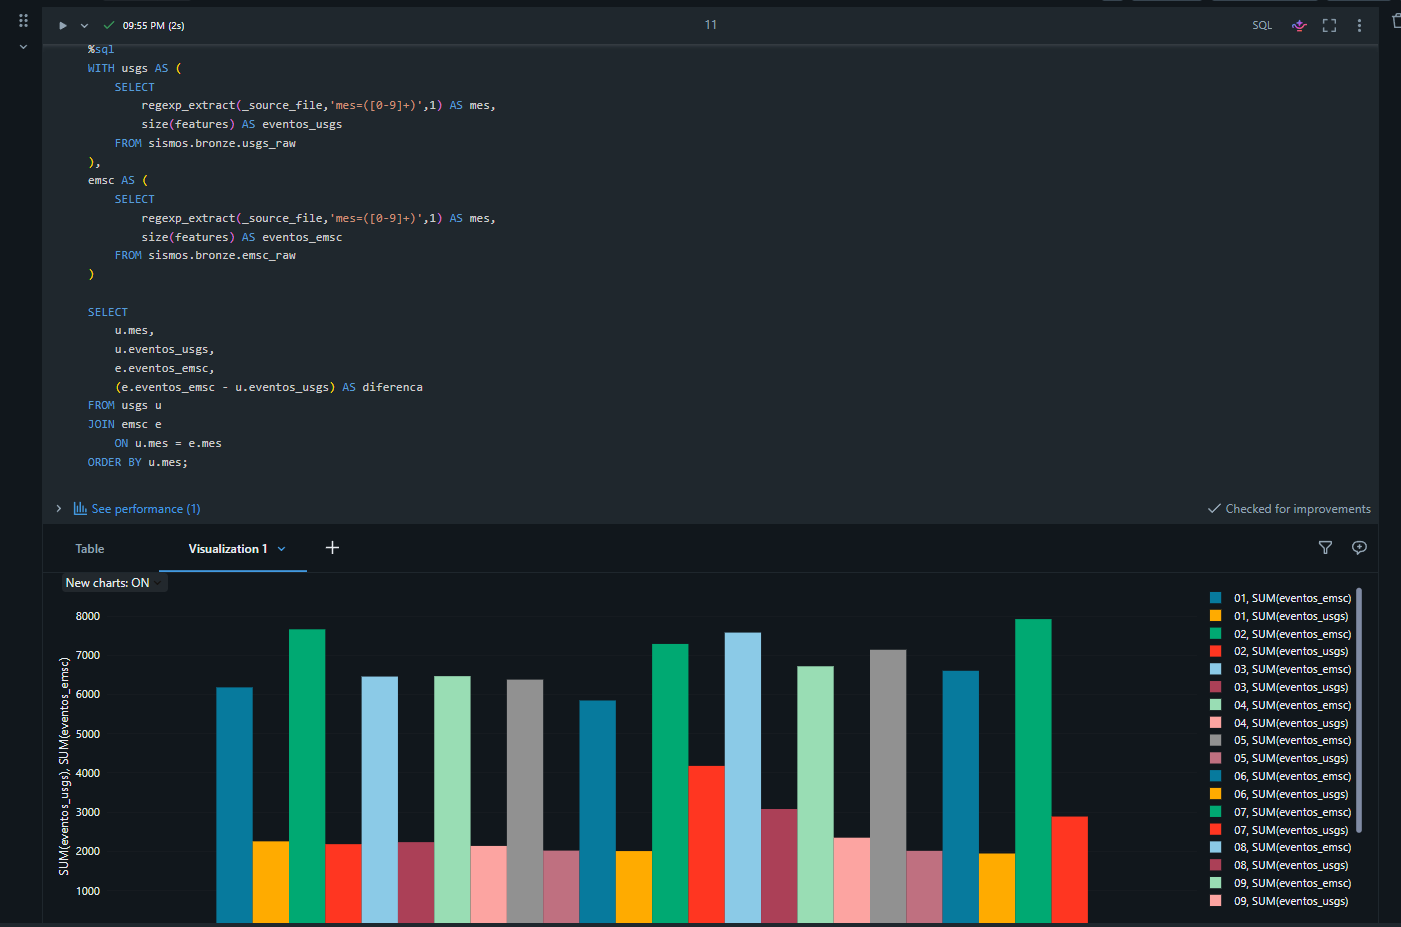 09:55 PM (2s)
11
SQL
%sql
WITH usgs AS (
SELECT
regexp_extract(_source_file,'mes=([0-9]+)',1) AS mes,
size(features) AS eventos_usgs
FROM sismos.bronze.usgs_raw
),
emsc AS (
SELECT
regexp_extract(_source_file,'mes=([0-9]+)',1) AS mes,
size(features) AS eventos_emsc
FROM sismos.bronze.emsc_raw
)
SELECT
u.mes,
u.eventos_usgs,
e.eventos_emsc,
(e.eventos_emsc - u.eventos_usgs) AS diferenca
FROM usgs u
JOIN emsc e
ON u.mes = e.mes
ORDER BY u.mes;
See performance (1)
Checked for improvements
Table
Visualization 1
New charts: ON
SUM(eventos_usgs), SUM(eventos_emsc)
8000
7000
6000
5000
4000
3000
2000
1000
01, SUM(eventos_emsc)
01, SUM(eventos_usgs)
02, SUM(eventos_emsc)
02, SUM(eventos_usgs)
03, SUM(eventos_emsc)
03, SUM(eventos_usgs)
04, SUM(eventos_emsc)
04, SUM(eventos_usgs)
05, SUM(eventos_emsc)
05, SUM(eventos_usgs)
06, SUM(eventos_emsc)
06, SUM(eventos_usgs)
07, SUM(eventos_emsc)
07, SUM(eventos_usgs)
08, SUM(eventos_emsc)
08, SUM(eventos_usgs)
09, SUM(eventos_emsc)
09, SUM(eventos_usgs)